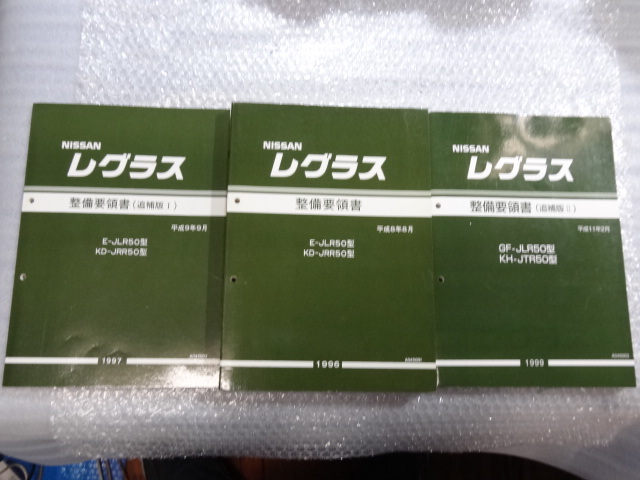 NISSAN
レグラス
整備要領書(追補版Ⅰ)
平成9年9月
E-JLR50型
KD-JRR50型
1997
NISSAN
レグラス
整備要領書
平成8年8月
E-JLR50型
KD-JRR50型
1996
NISSAN
レグラス
整備要領書(追補版Ⅱ)
平成11年2月
GF-JLR50型
KH-JTR50型
1999